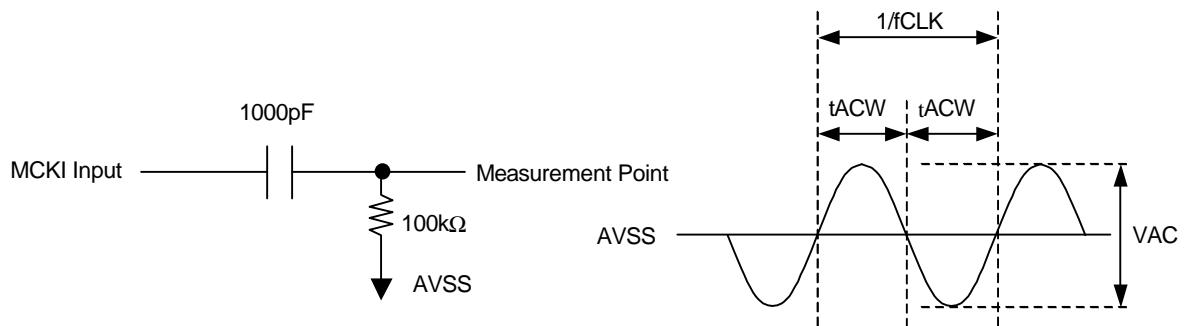 1/fCLK
1000pF
tACW
tACW
MCKI Input
Measurement Point
100kΩ
AVSS
AVSS
VAC